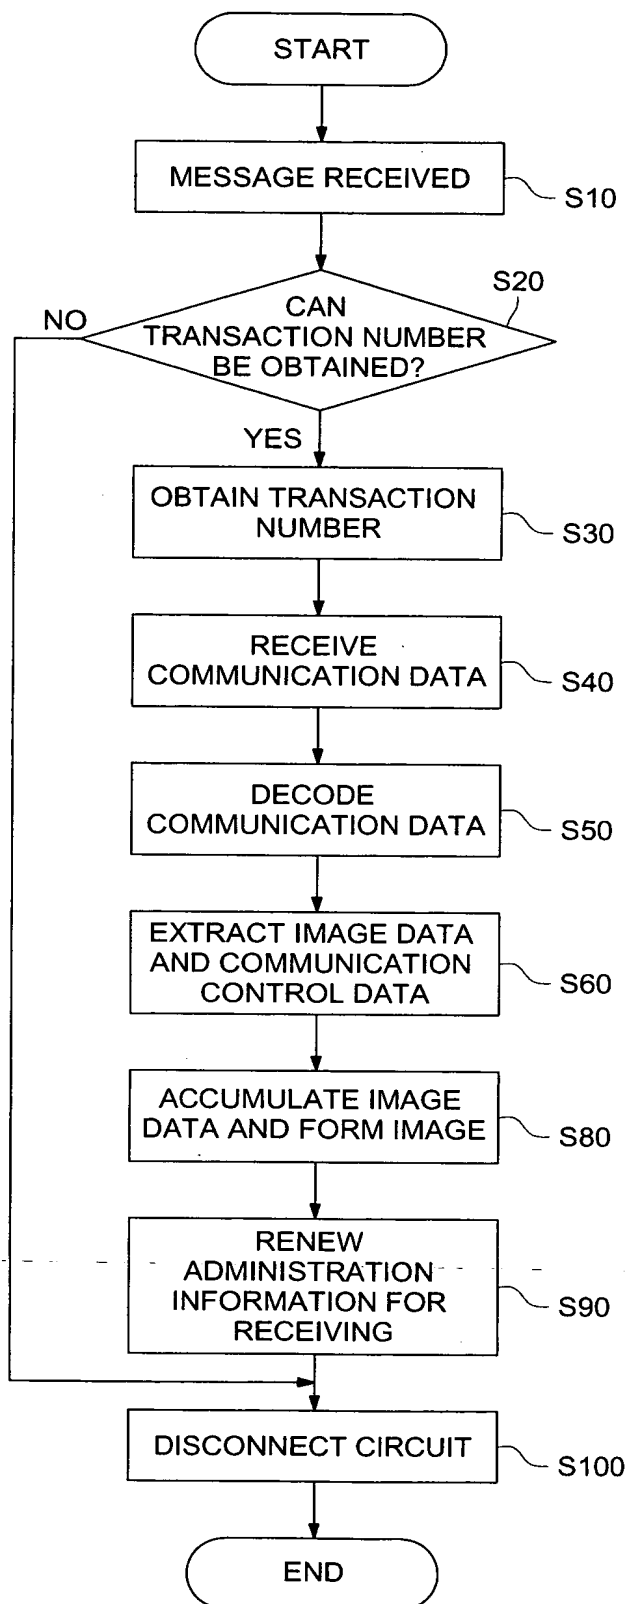 START
MESSAGE RECEIVED
S10
S20
CAN
TRANSACTION NUMBER
BE OBTAINED?
NO
YES
OBTAIN TRANSACTION
NUMBER
S30
RECEIVE
COMMUNICATION DATA
S40
DECODE
COMMUNICATION DATA
S50
EXTRACT IMAGE DATA
AND COMMUNICATION
CONTROL DATA
S60
ACCUMULATE IMAGE
DATA AND FORM IMAGE
S80
RENEW
ADMINISTRATION
INFORMATION FOR
RECEIVING
S90
DISCONNECT CIRCUIT
S100
END